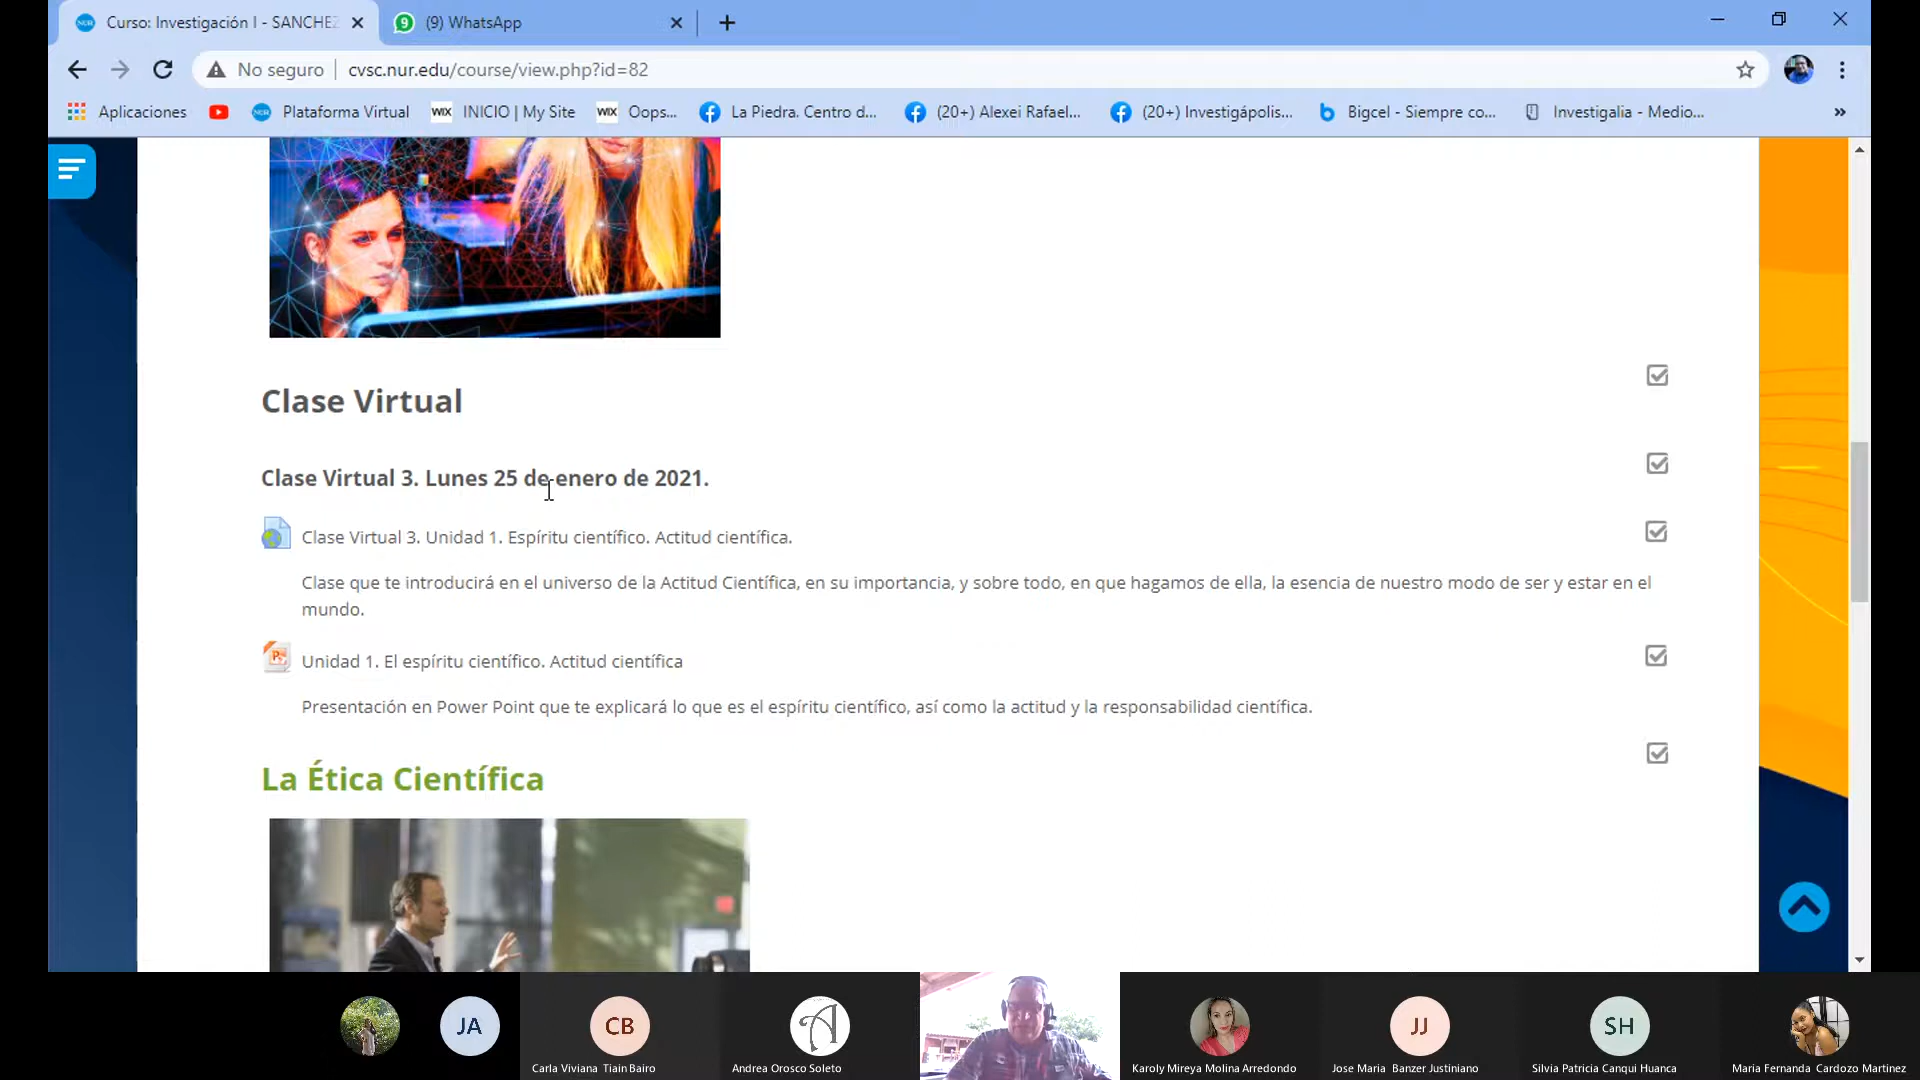 Curso: Investigación I - SANCHEZ
(9) WhatsApp
No seguro
cvsc.nur.edu/course/view.php?id=82
Aplicaciones
Plataforma Virtual
WIX
INICIO | My Site
WIX
Oops...
La Piedra. Centro d...
(20+) Alexei Rafael...
(20+) Investigápolis...
Bigcel - Siempre co...
Investigalia - Medio...
»
Clase Virtual
Clase Virtual 3. Lunes 25 de enero de 2021.
Clase Virtual 3. Unidad 1. Espíritu científico. Actitud científica.
Clase que te introducirá en el universo de la Actitud Científica, en su importancia, y sobre todo, en que hagamos de ella, la esencia de nuestro modo de ser y estar en el
mundo.
Unidad 1. El espíritu científico. Actitud científica
Presentación en Power Point que te explicará lo que es el espíritu científico, así como la actitud y la responsabilidad científica.
La Ética Científica
JA
CB
A
JJ
SH
Carla Viviana Tiain Bairo
Andrea Orosco Soleto
Karoly Mireya Molina Arredondo
Jose Maria Banzer Justiniano
Silvia Patricia Canqui Huanca
Maria Fernanda Cardozo Martinez